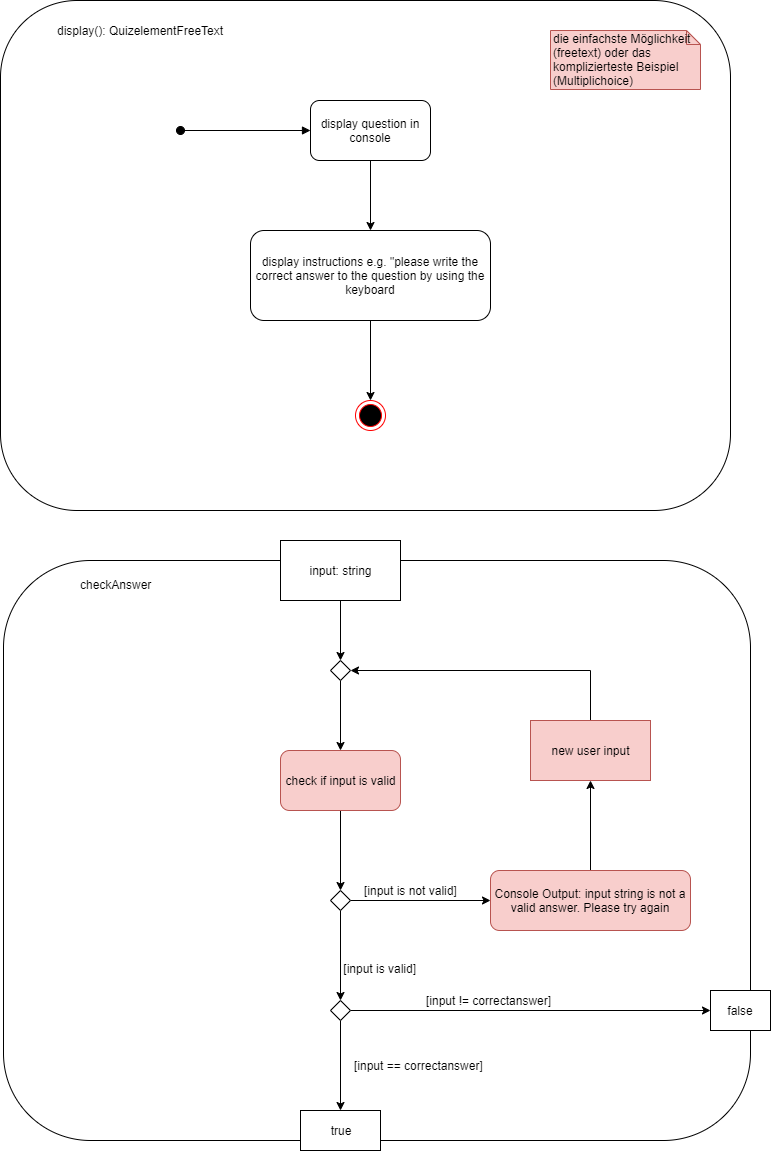 display(): QuizelementFreeText
die einfachste Möglichkeit
(freetext) oder das
komplizierteste Beispiel
(Multiplichoice)
display question in
console
display instructions e.g. "please write the
correct answer to the question by using the
keyboard
input: string
checkAnswer
new user input
check if input is valid
[input is not valid]
Console Output: input string is not a
valid answer. Please try again
[input is valid]
[input != correctanswer]
false
[input == correctanswer]
true